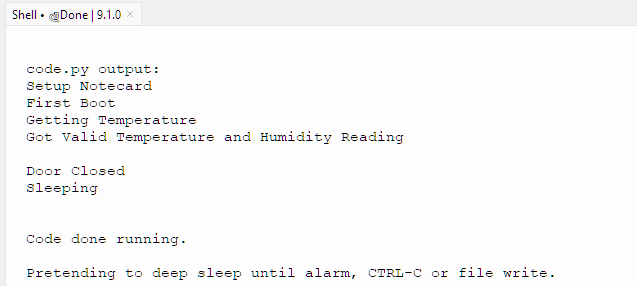 Shell • @Done | 9.1.0 ×
code.py output:
Setup Notecard
First Boot
Getting Temperature
Got Valid Temperature and Humidity Reading
Door Closed
Sleeping
Code done running.
Pretending to deep sleep until alarm, CTRL-C or file write.